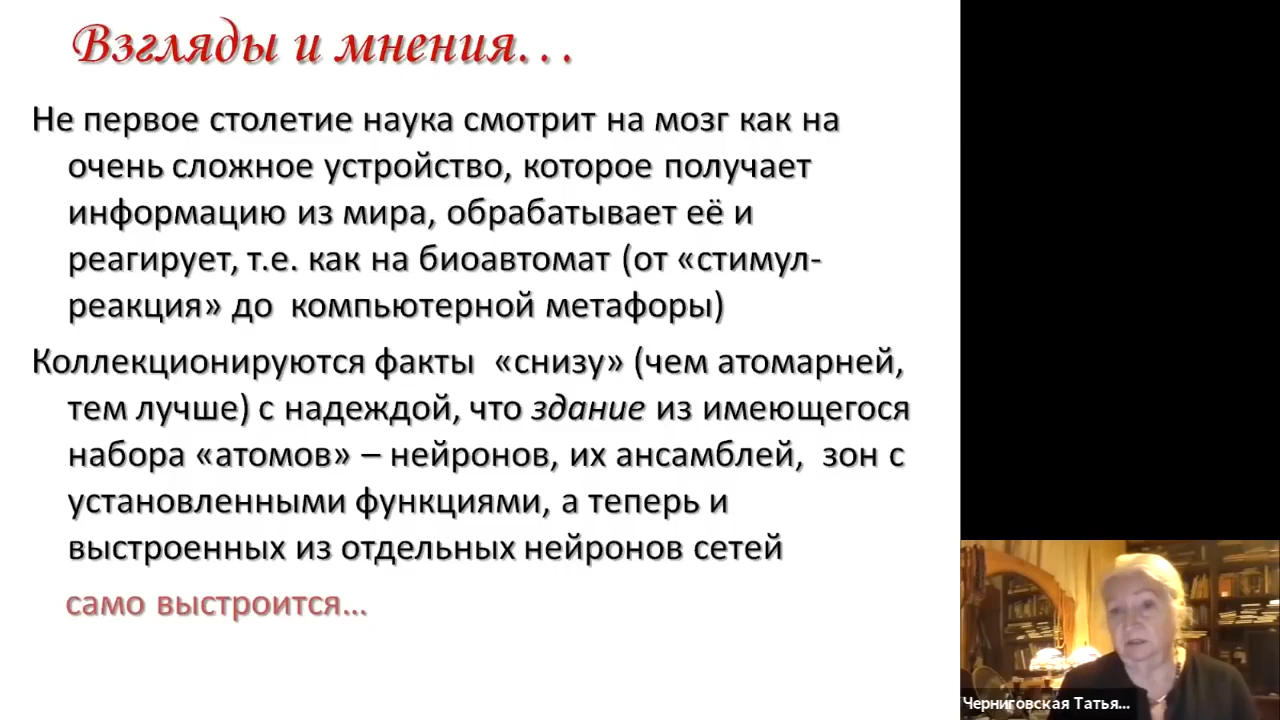 Взгляды и мнения…
Не первое столетие наука смотрит на мозг как на
очень сложное устройство, которое получает
информацию из мира, обрабатывает её и
реагирует, т.е. как на биоавтомат (от «стимул-
реакция» до компьютерной метафоры)
Коллекционируются факты «снизу» (чем атомарней,
тем лучше) с надеждой, что здание из имеющегося
набора «атомов» – нейронов, их ансамблей, зон с
установленными функциями, а теперь и
выстроенных из отдельных нейронов сетей
само выстроится…
Черниговская Татья...